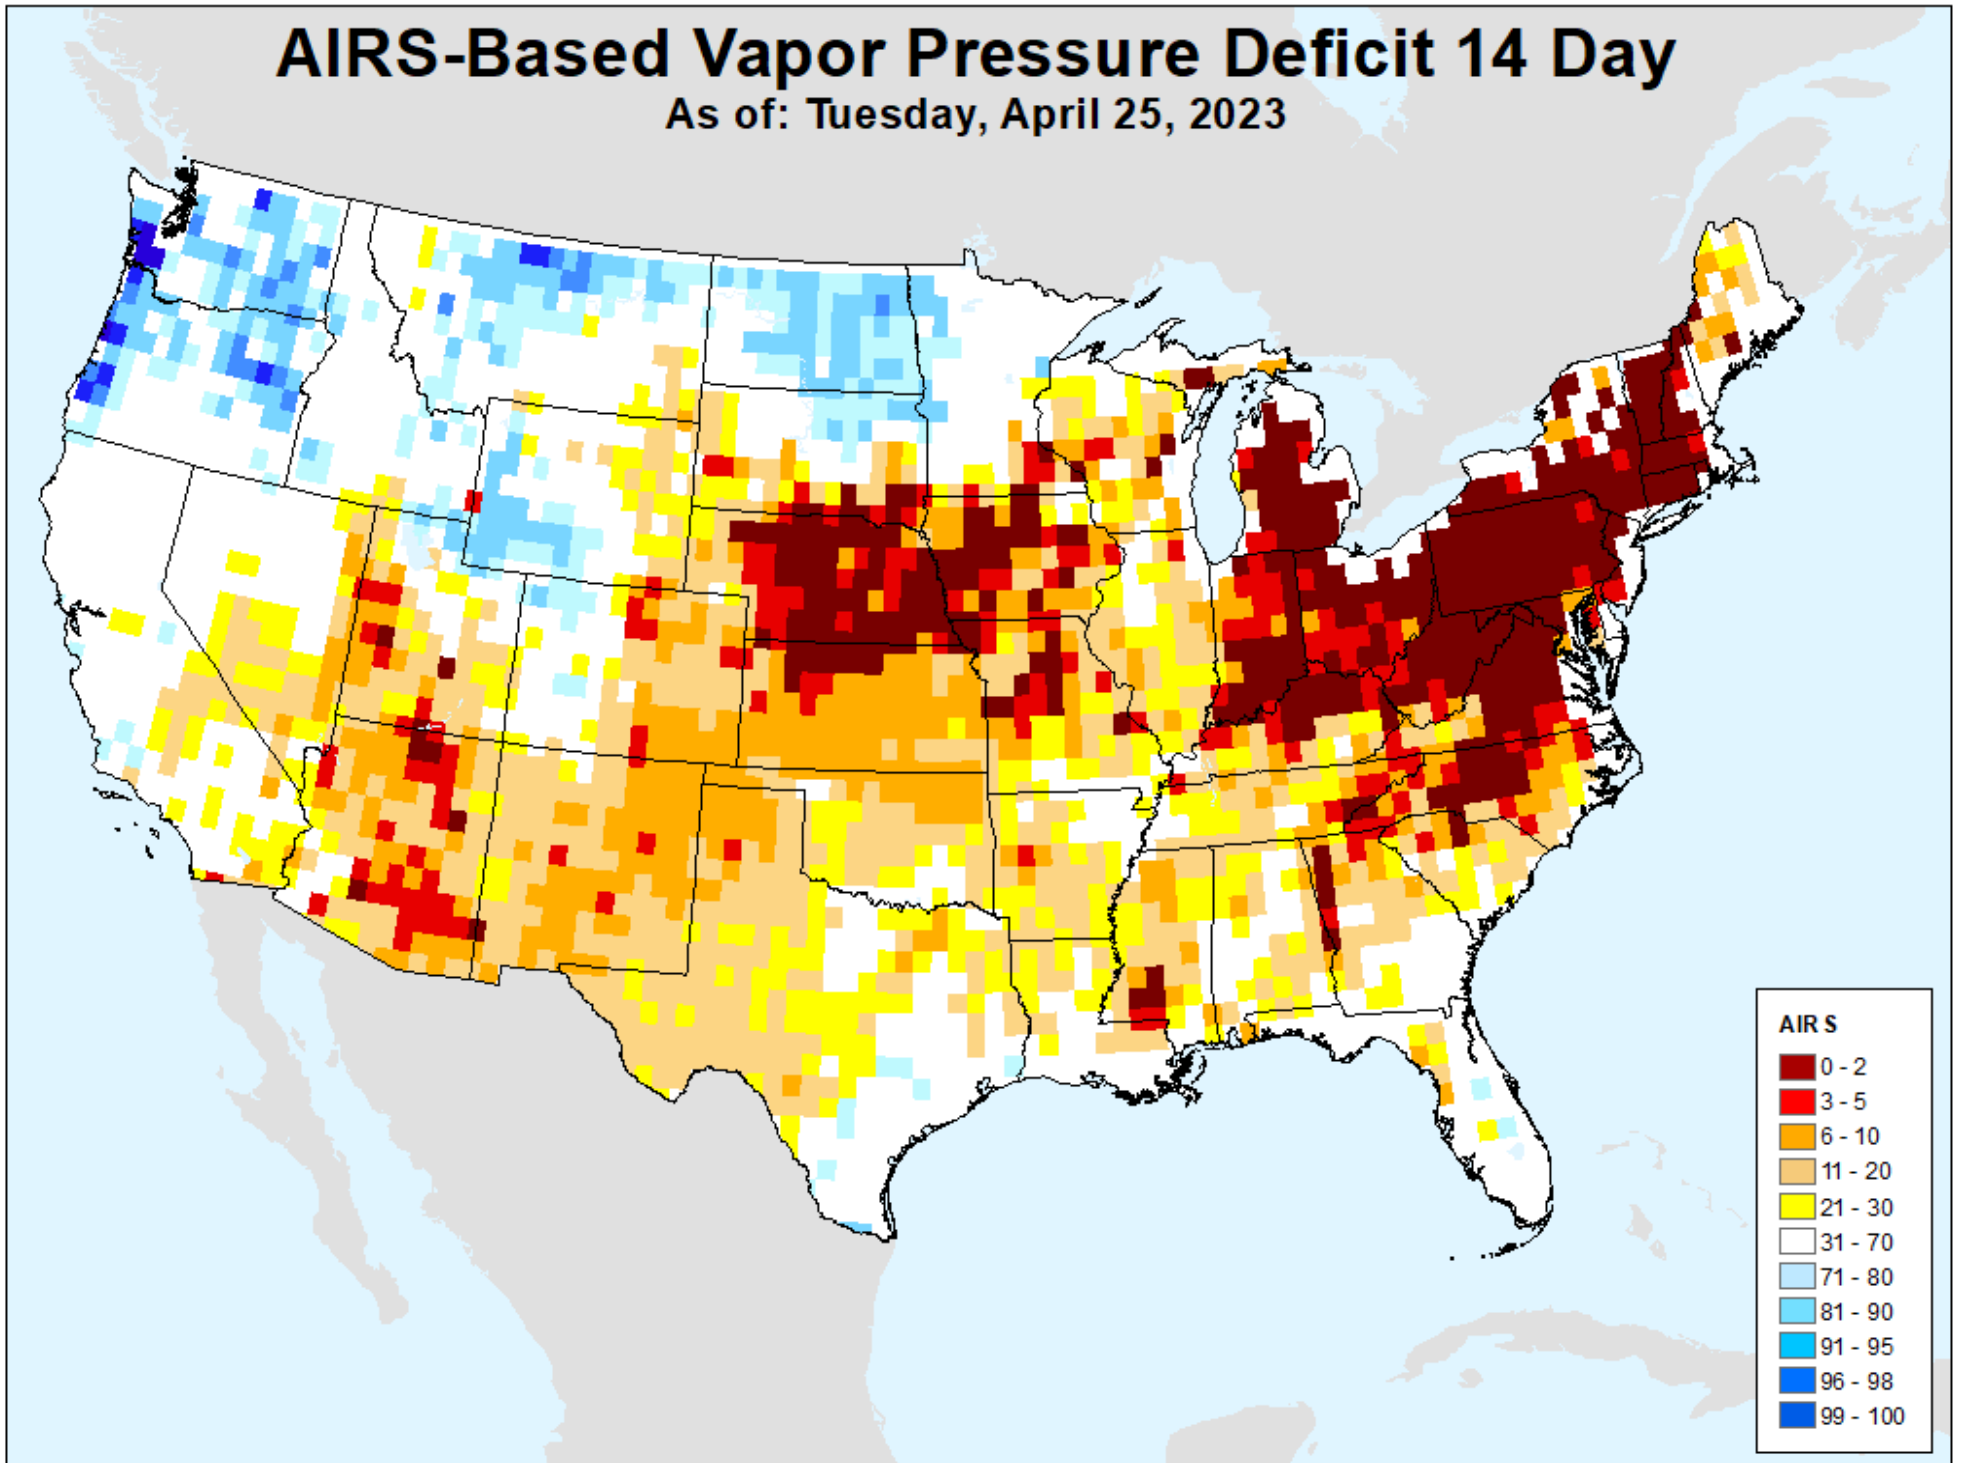 AIRS-Based Vapor Pressure Deficit 14 Day
As of: Tuesday, April 25, 2023
AIRS
0 - 2
3 - 5
6 - 10
11 - 20
21 - 30
31 - 70
71 - 80
81 - 90
91 - 95
96 - 98
99 - 100